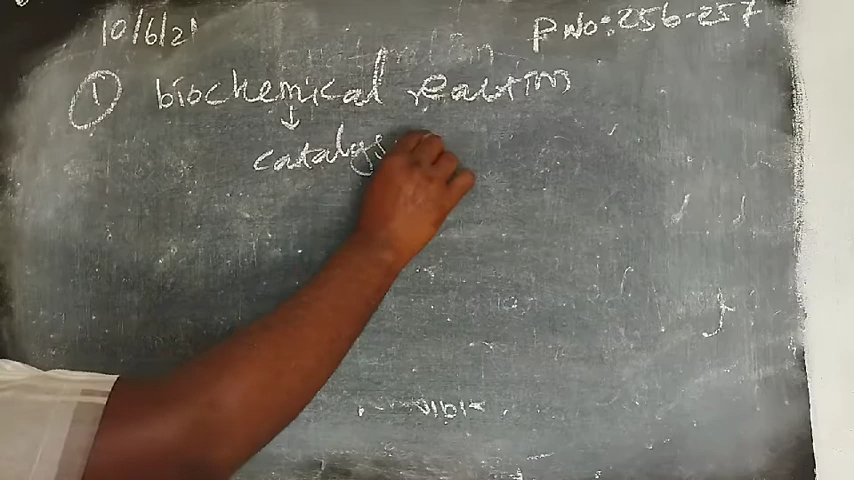 10/6/21 P No: 256-257
① biochemical reactions
↓
catalys